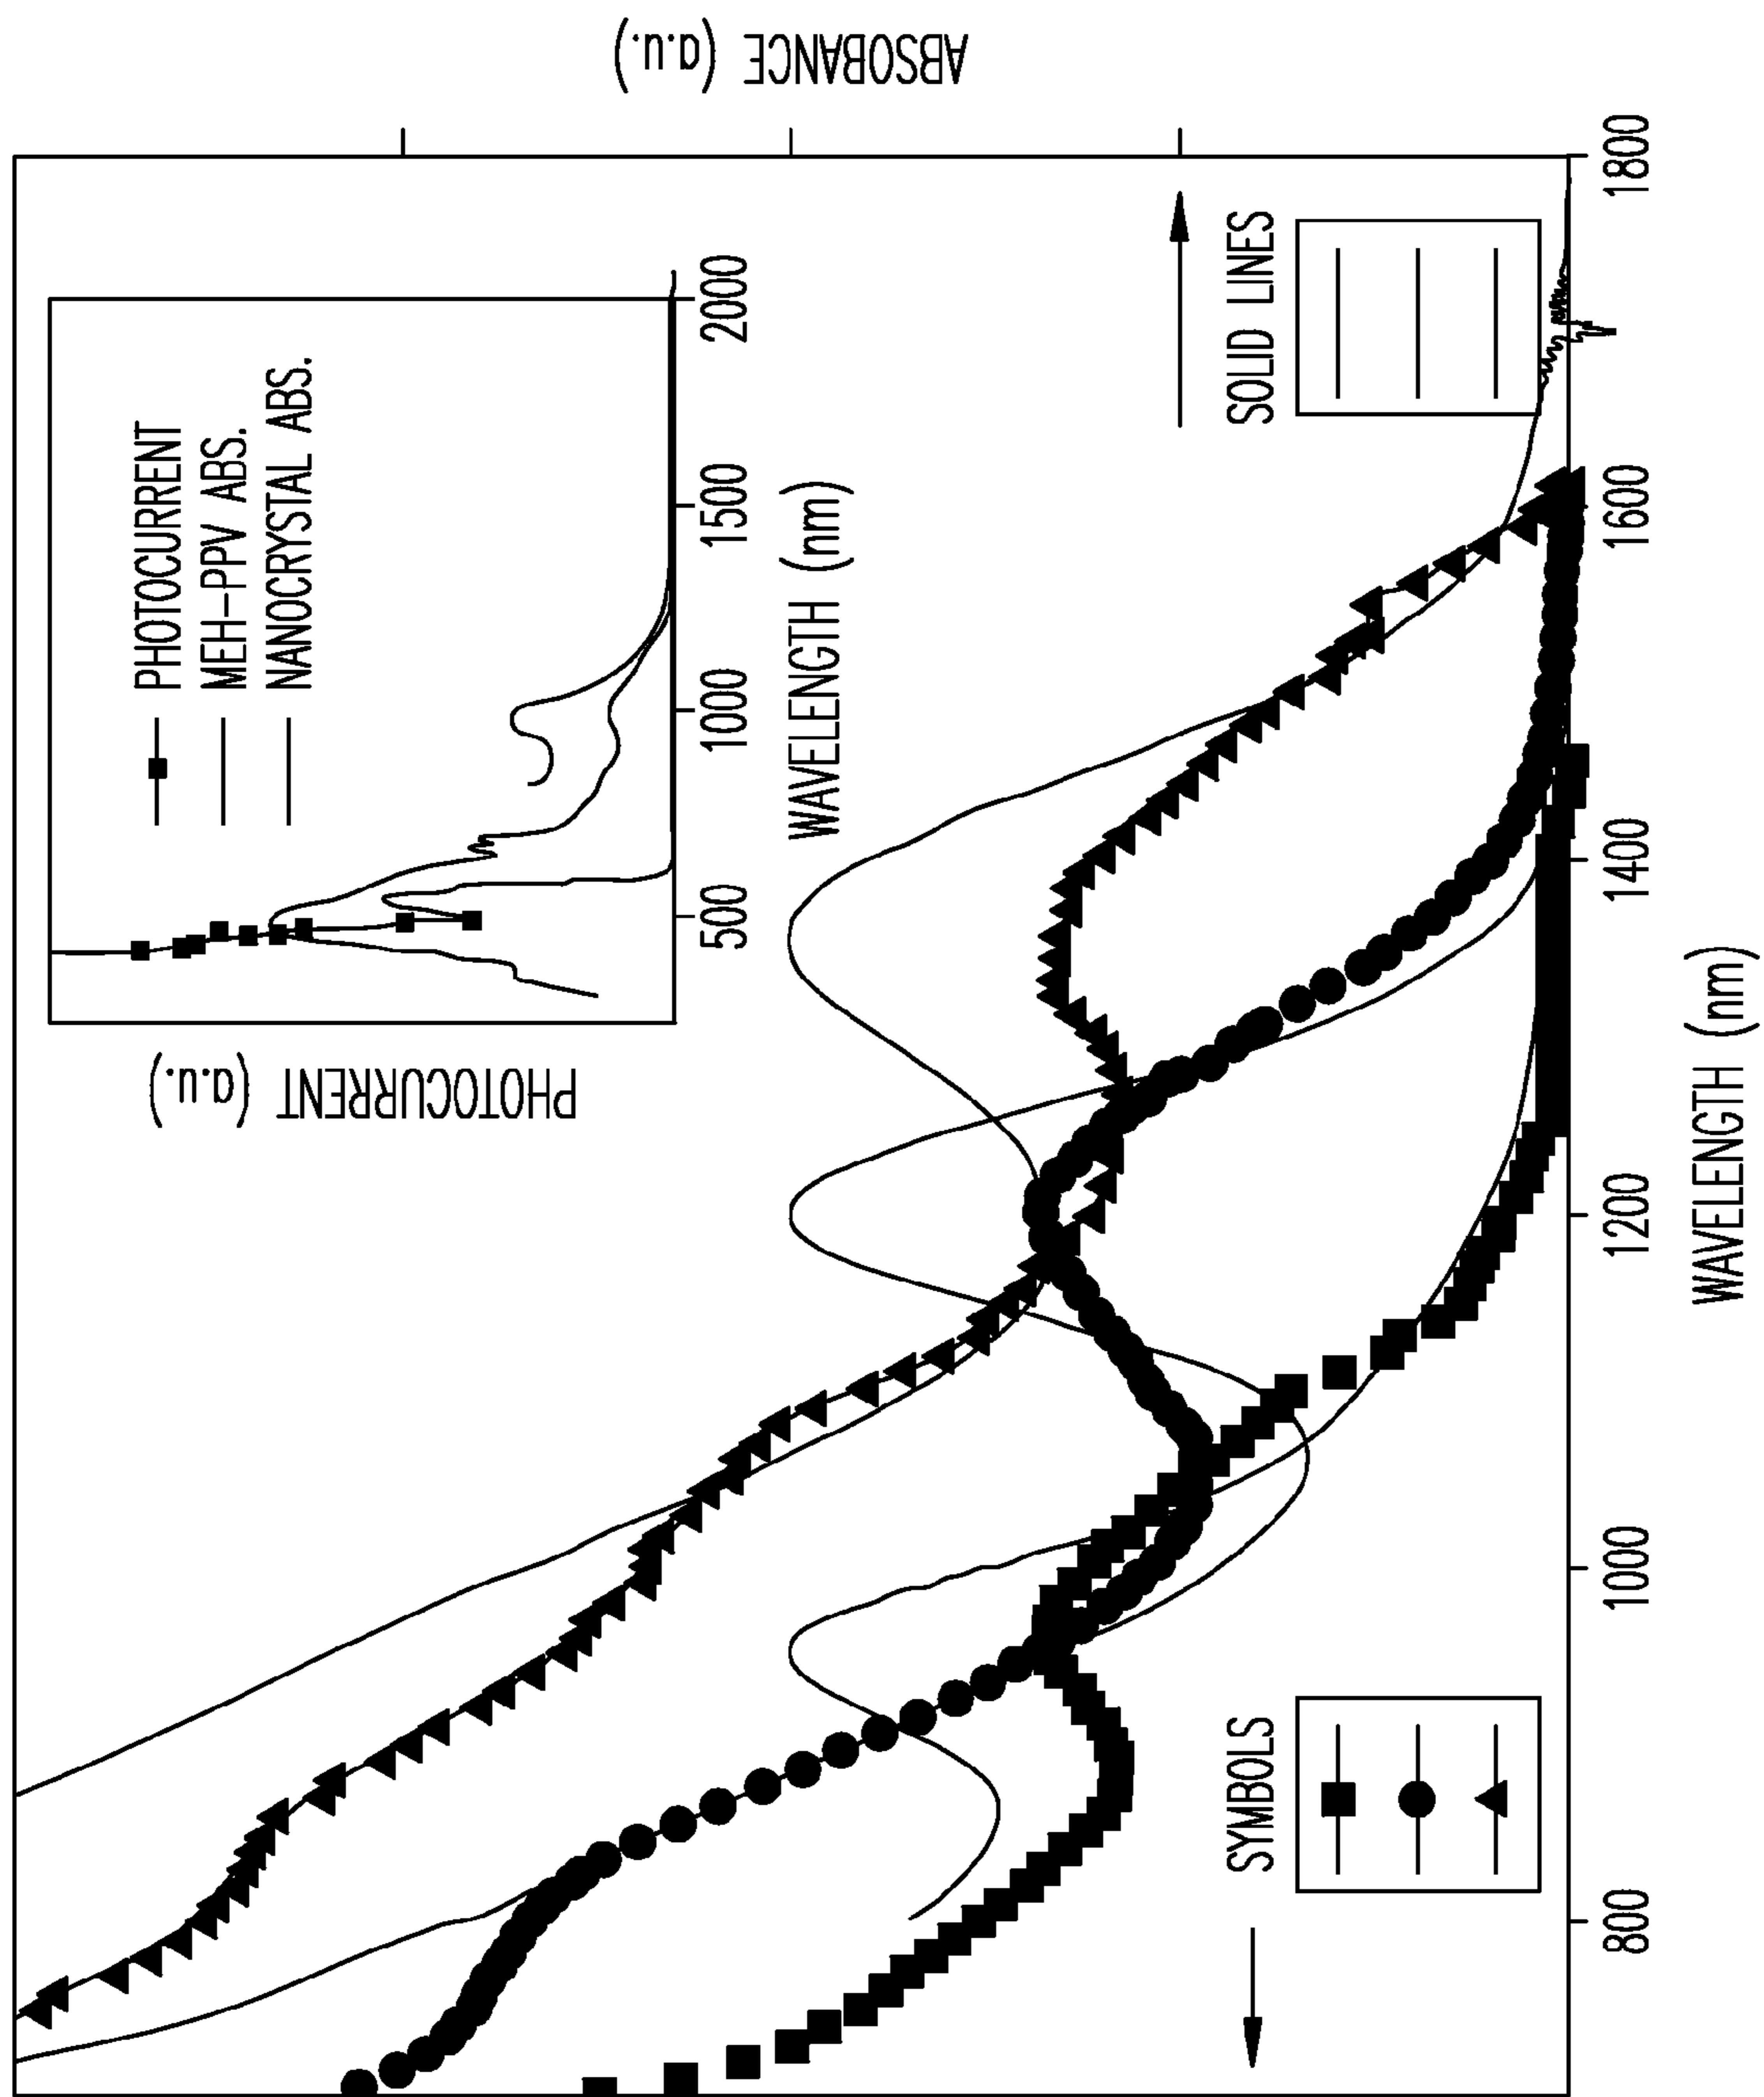 ABSOBANCE (a.u.)
PHOTOCURRENT (a.u.)
PHOTOCURRENT
MEH-PPV ABS.
NANOCRYSTAL ABS.
500
1000
1500
2000
WAVELENGTH (nm)
SYMBOLS
SOLID LINES
800
1000
1200
1400
1600
1800
WAVELENGTH (nm)